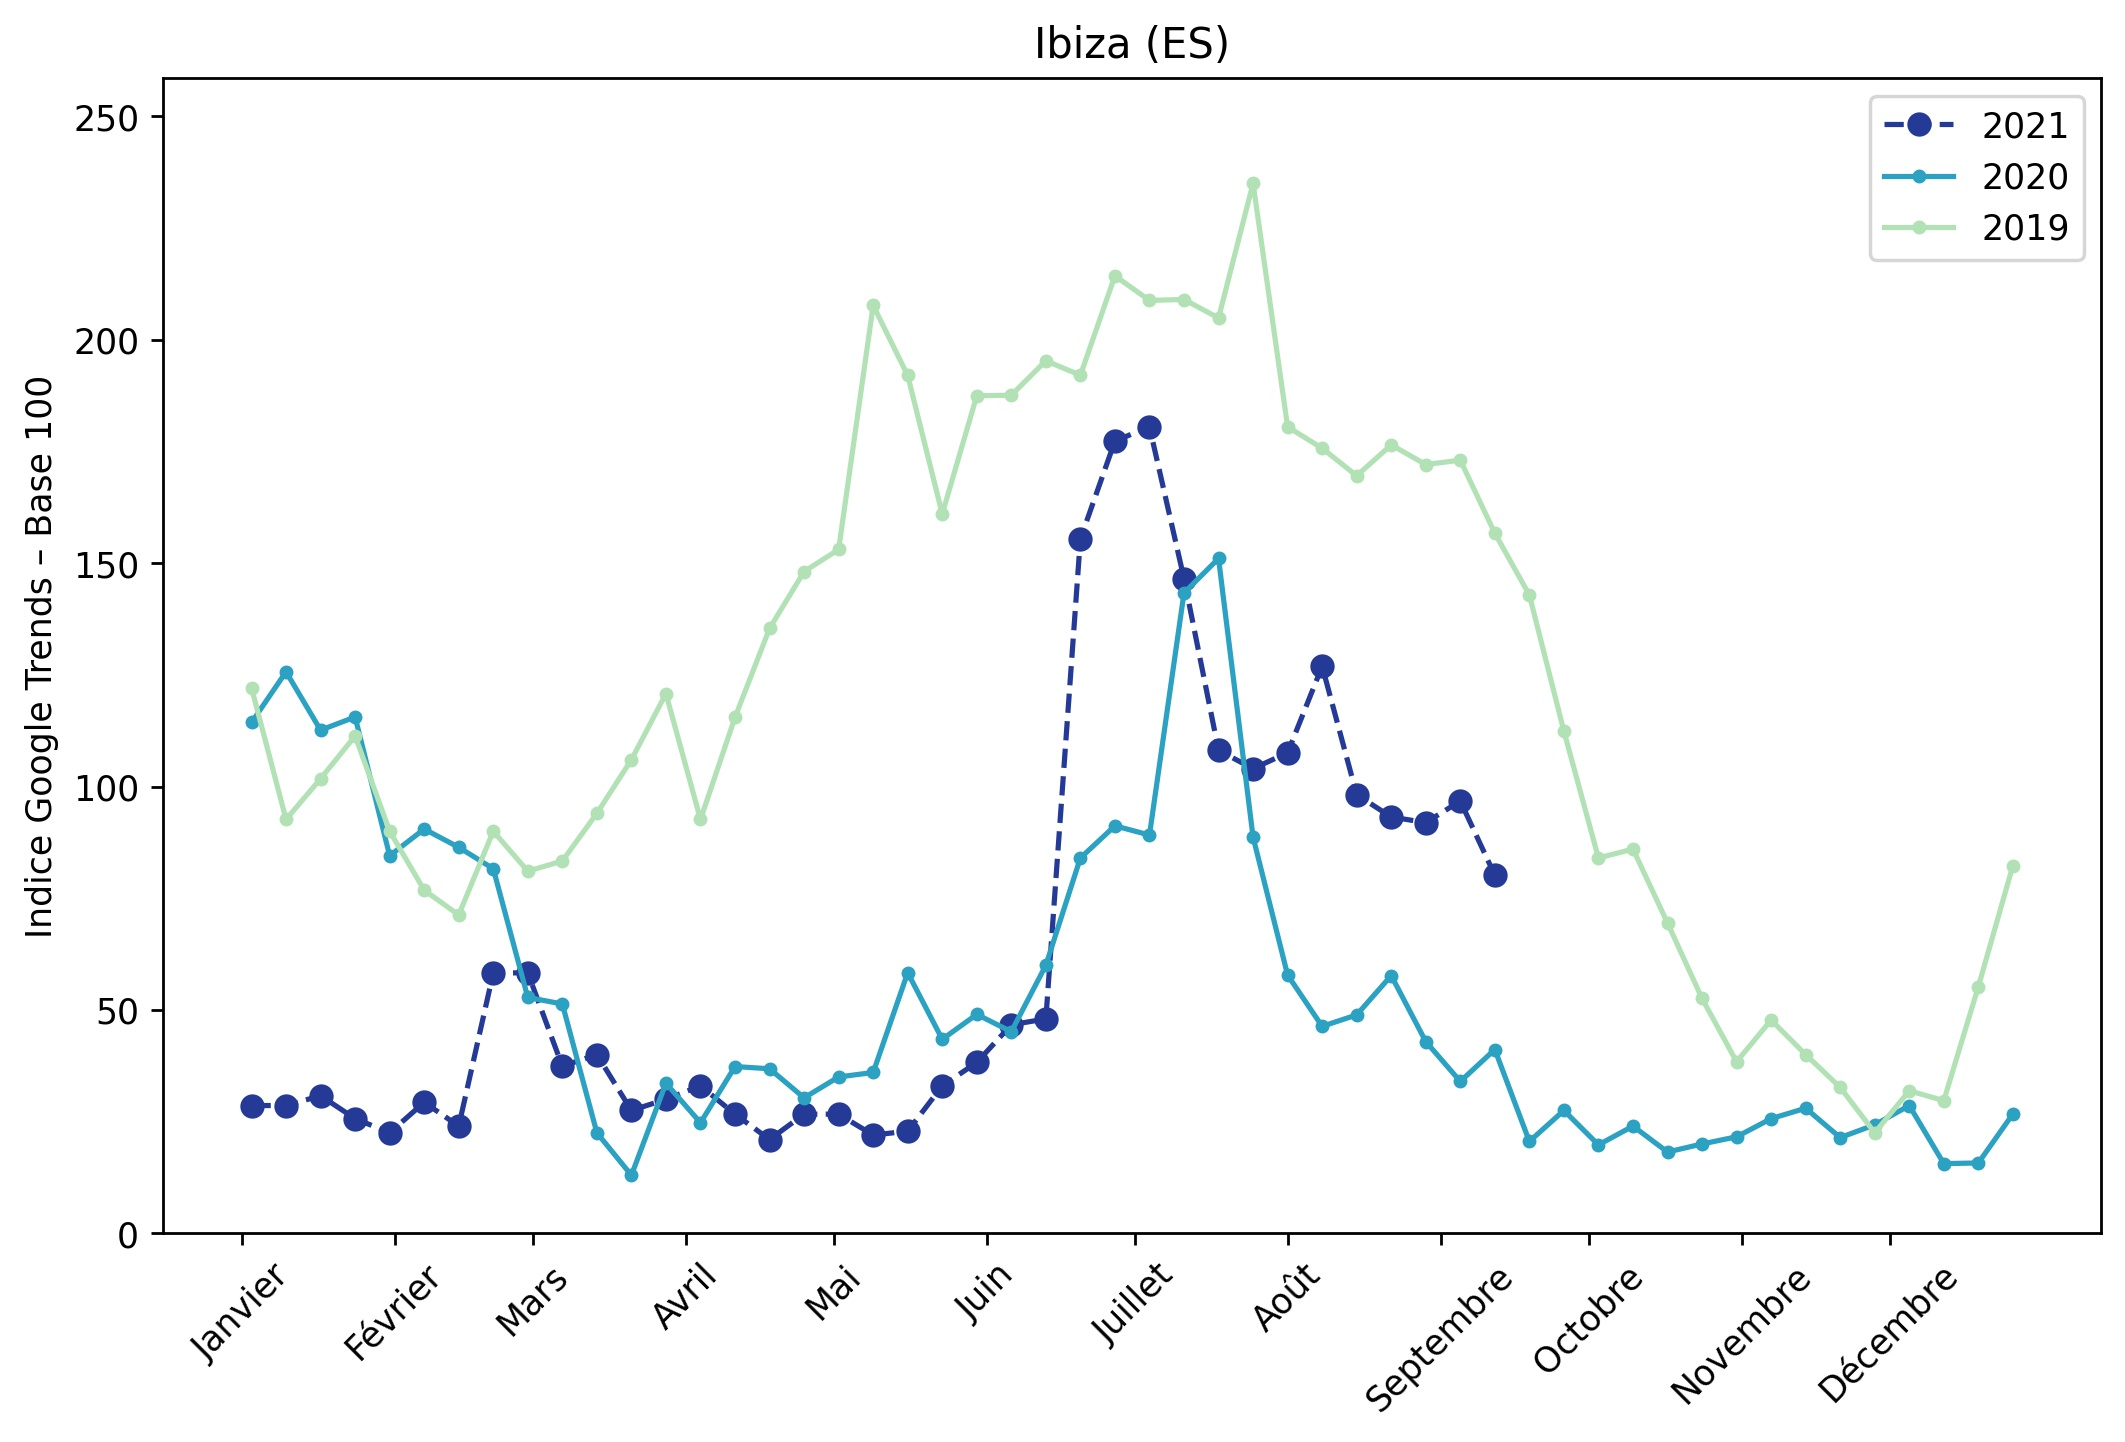 Ibiza (ES)
Indice Google Trends – Base 100
250
200
150
100
50
0
2021
2020
2019
Janvier
Février
Mars
Avril
Mai
Juin
Juillet
Août
Septembre
Octobre
Novembre
Décembre